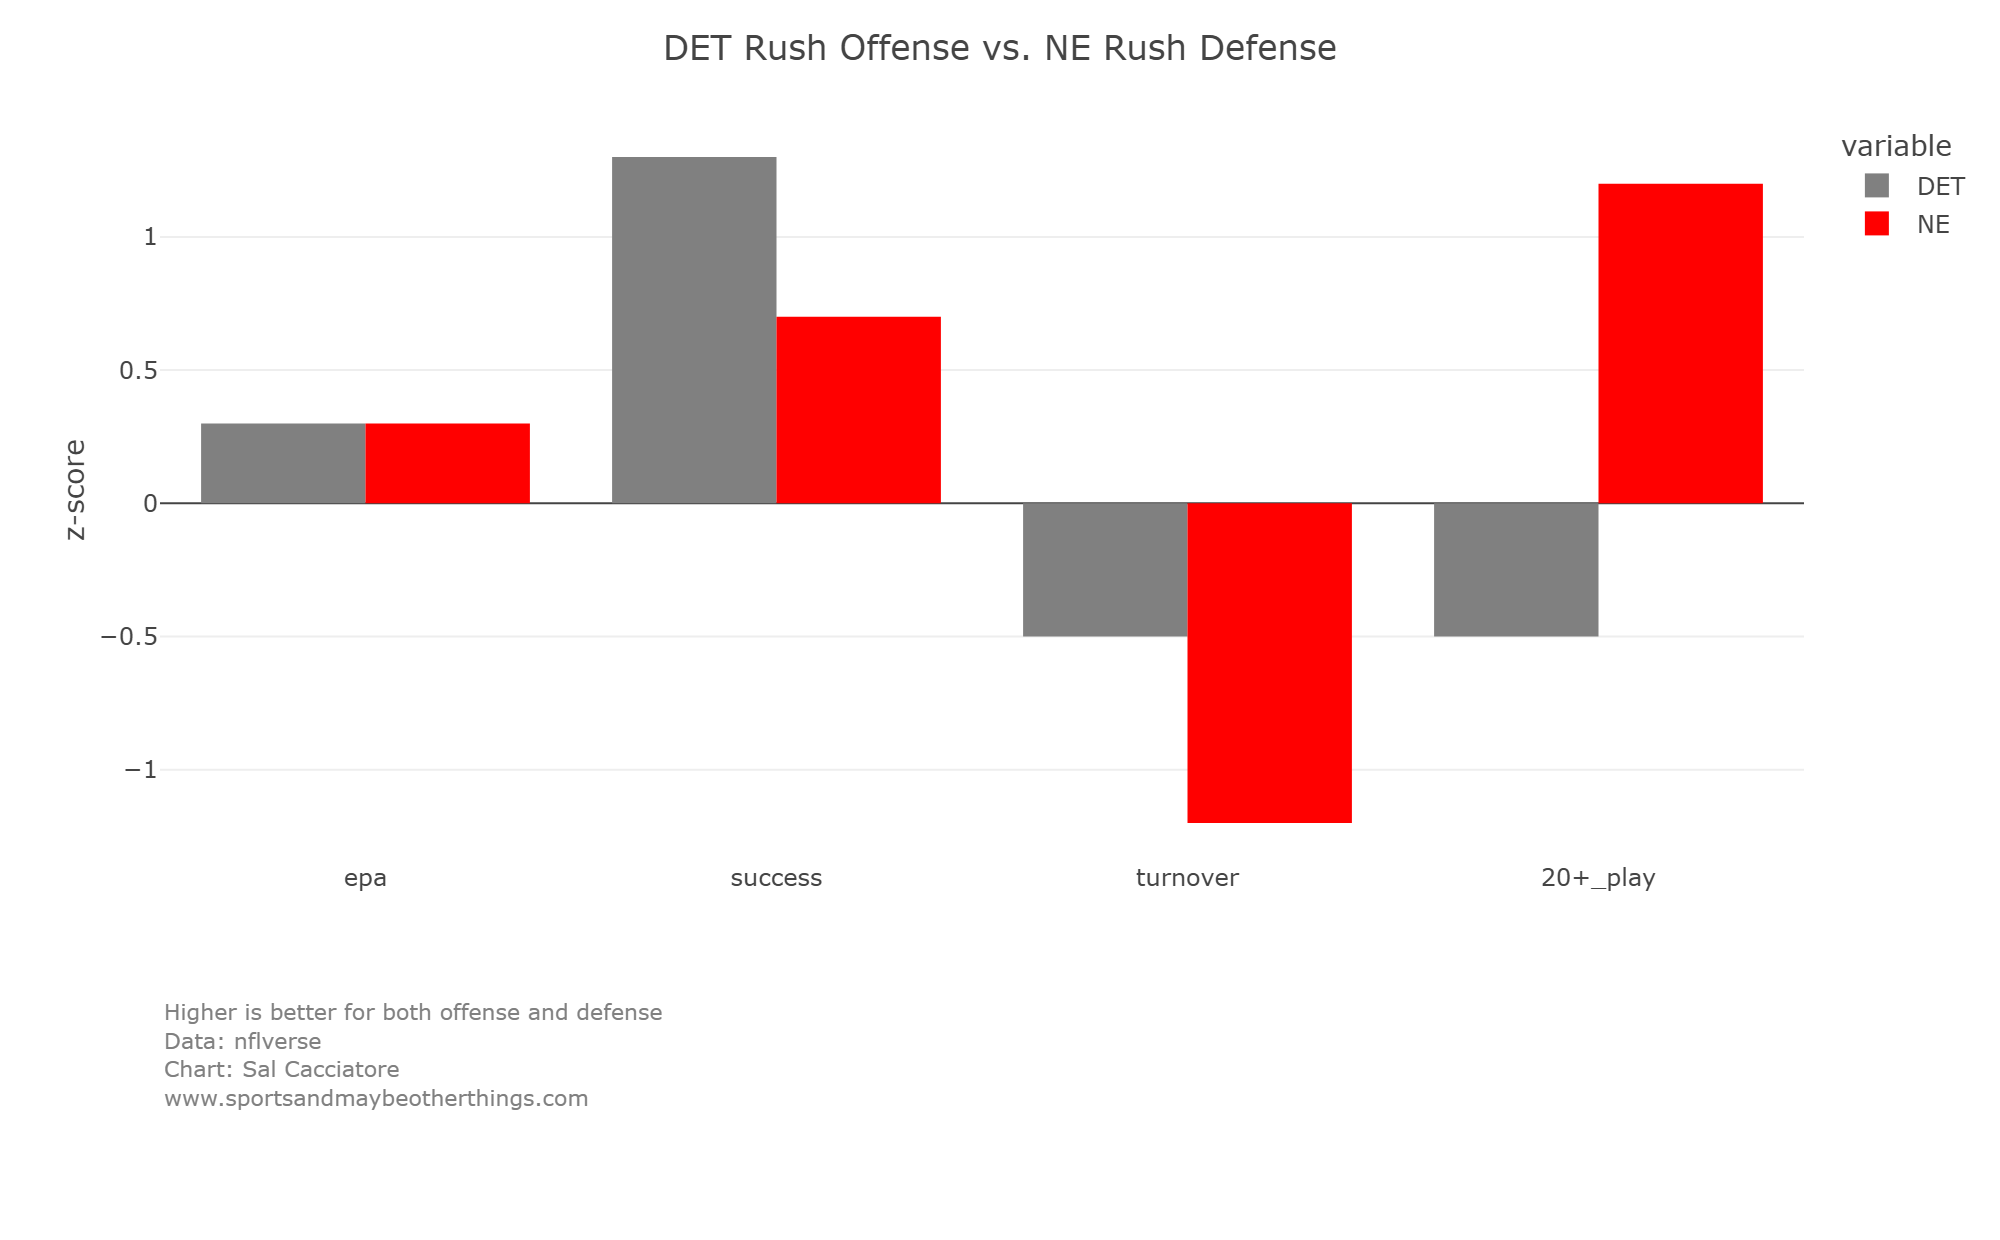 DET Rush Offense vs. NE Rush Defense
variable
DET
NE
1
0.5
0
−0.5
−1
z-score
epa
success
turnover
20+_play
Higher is better for both offense and defense
Data: nflverse
Chart: Sal Cacciatore
www.sportsandmaybeotherthings.com